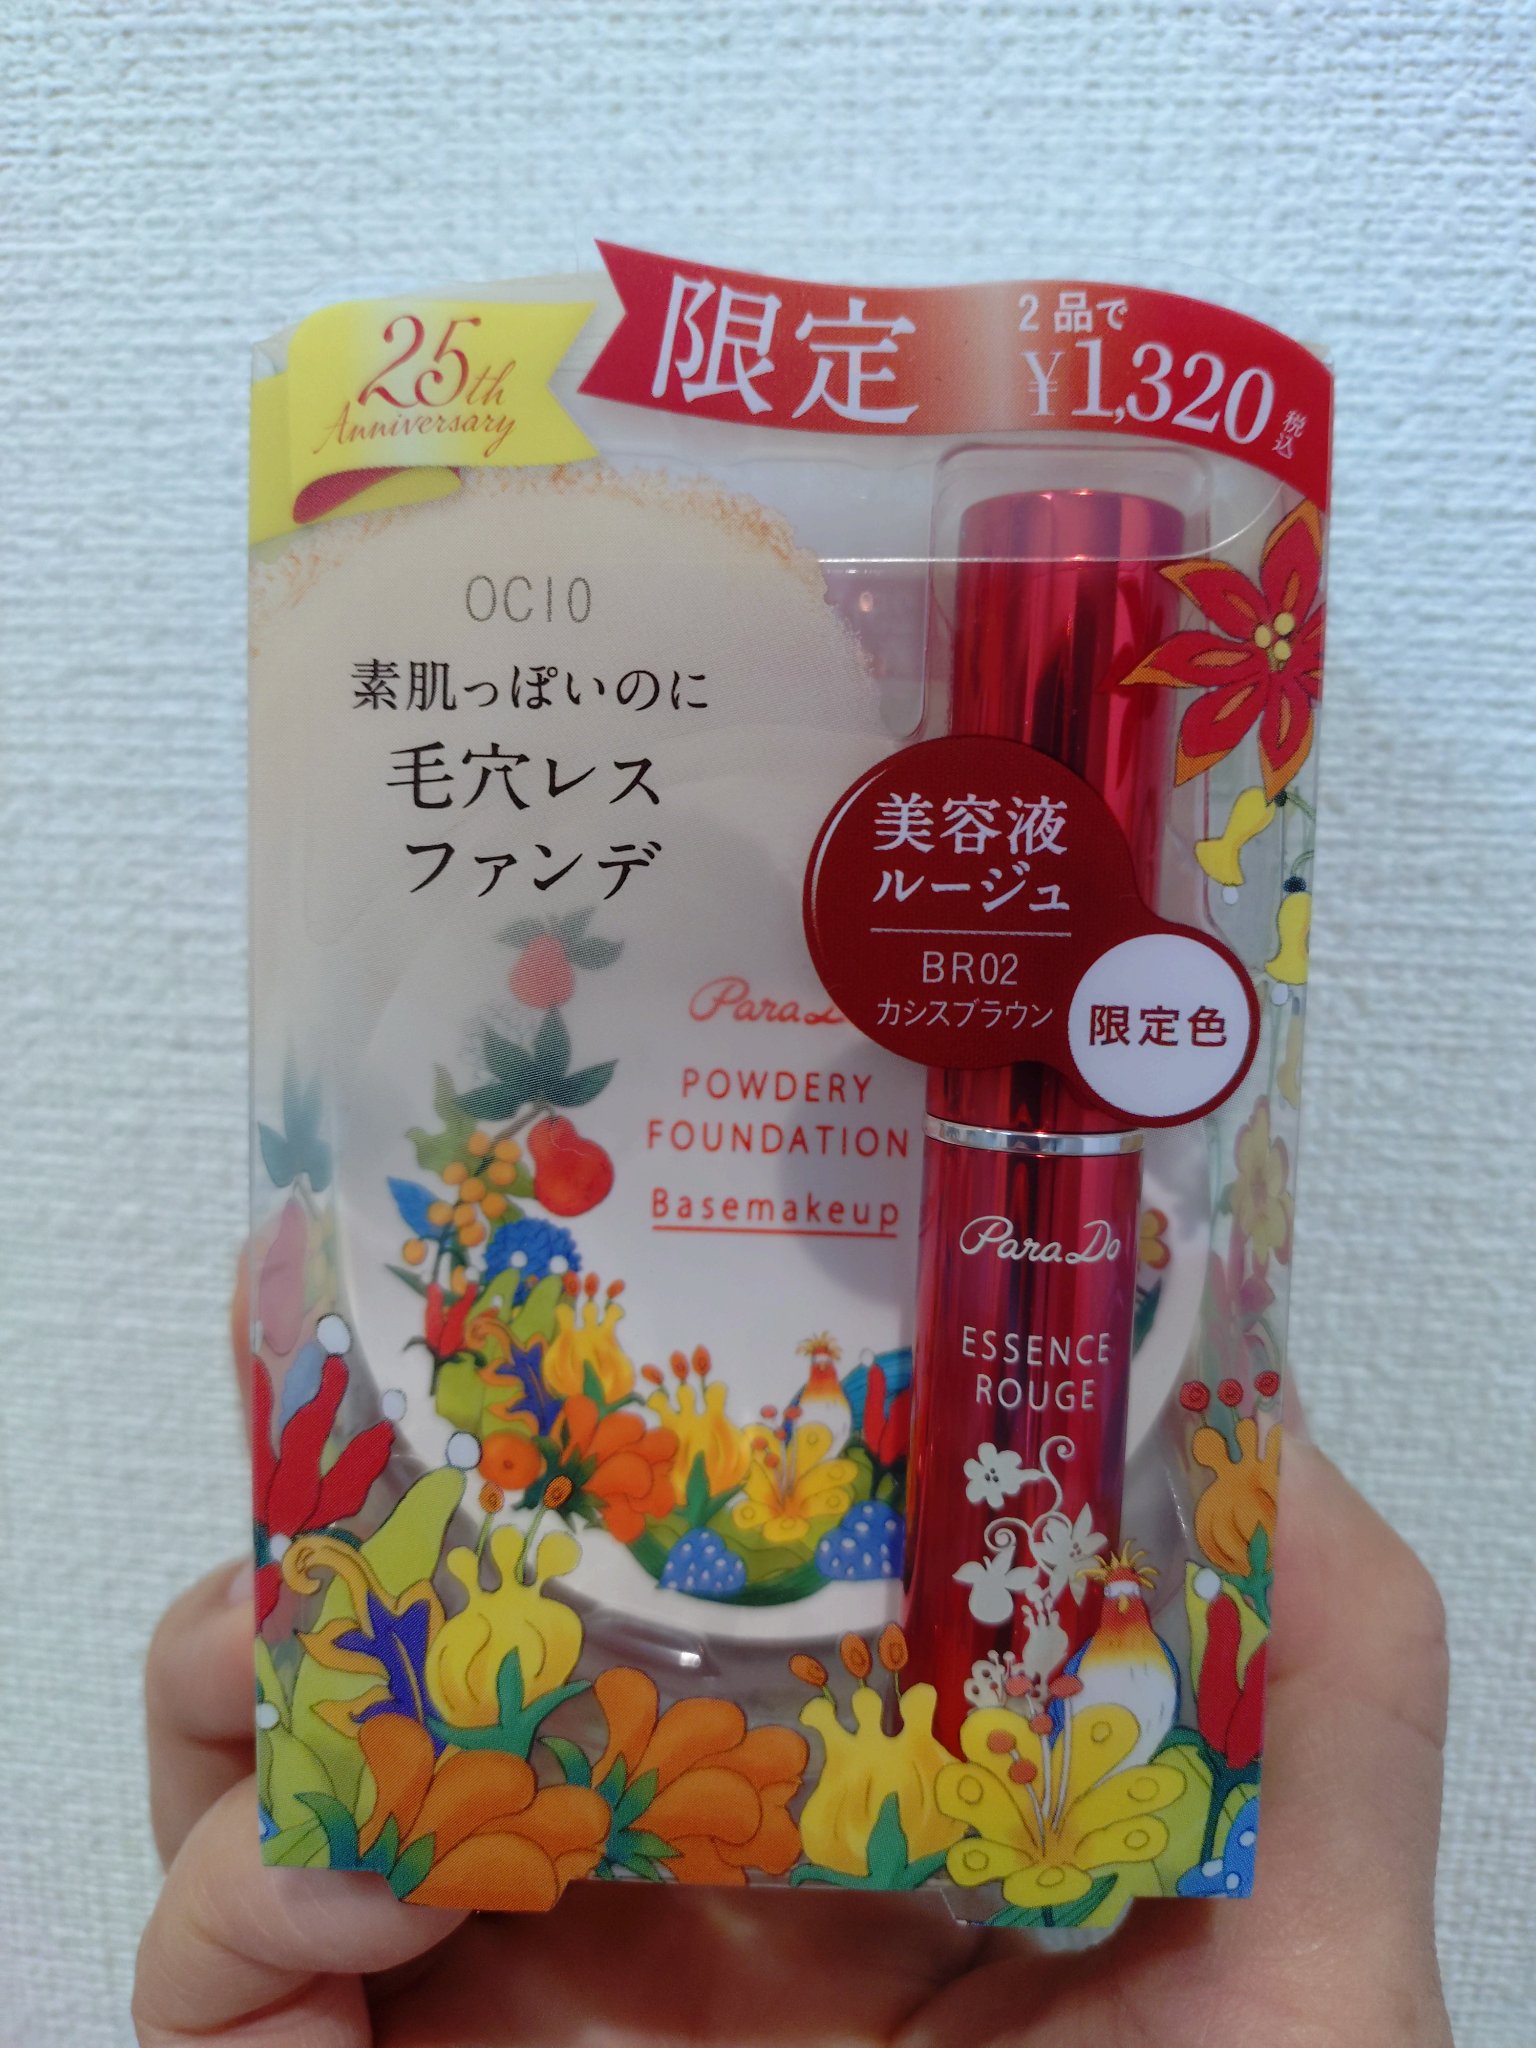 25th
Anniversary
限定
2品で
¥1,320
税込
OC10
素肌っぽいのに
毛穴レス
ファンデ
美容液
ルージュ
BR02
カシスブラウン
限定色
POWDERY
FOUNDATION
Basemakeup
ParaDo
ESSENCE
ROUGE